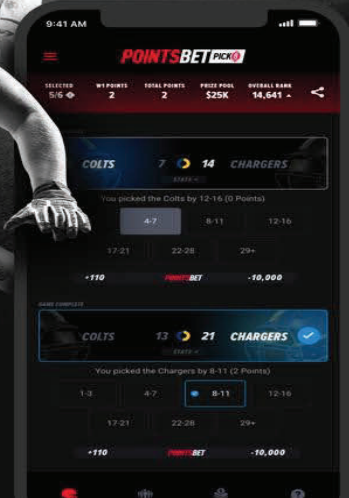 9:41 AM
POINTSBET PICK6
SELECTED W1 POINTS TOTAL POINTS PRIZE POOL OVERALL RANK
5/6 2 2 $25K 14,641
COLTS 7 14 CHARGERS
STATS
You picked the Colts by 12-16 (0 Points)
4-7 8-11 12-16
17-21 22-28 29+
+110 POINTSBET -10,000
GAME COMPLETE
COLTS 13 21 CHARGERS
STATS
You picked the Chargers by 8-11 (2 Points)
1-3 4-7 8-11 12-16
17-21 22-28 29+
+110 POINTSBET -10,000